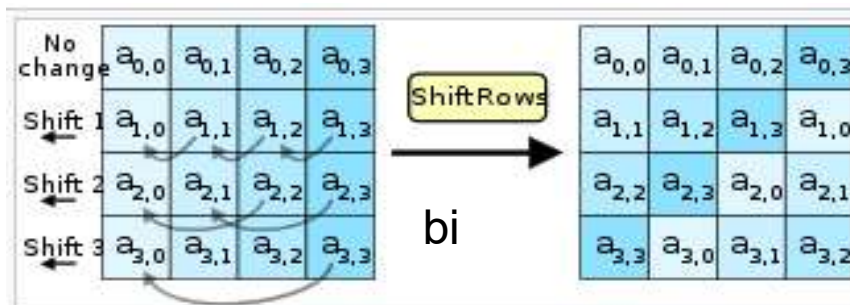 No change a0,0 a0,1 a0,2 a0,3
Shift 1 a1,0 a1,1 a1,2 a1,3
Shift 2 a2,0 a2,1 a2,2 a2,3
Shift 3 a3,0 a3,1 a3,2 a3,3
ShiftRows
bi
a0,0 a0,1 a0,2 a0,3
a1,1 a1,2 a1,3 a1,0
a2,2 a2,3 a2,0 a2,1
a3,3 a3,0 a3,1 a3,2